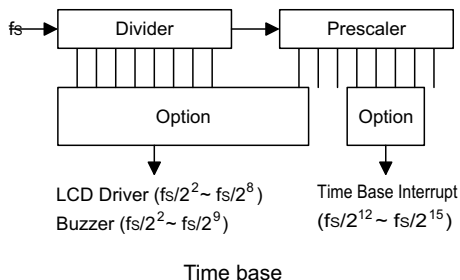 fs
Divider
Prescaler
Option
Option
LCD Driver (fs/2² ~ fs/2⁸)
Buzzer (fs/2² ~ fs/2⁹)
Time Base Interrupt
(fs/2¹² ~ fs/2¹⁵)
Time base